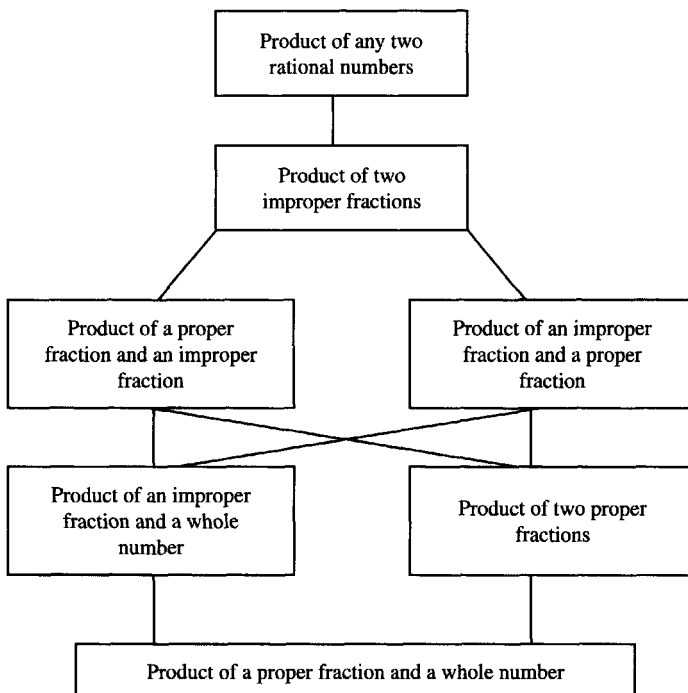 Product of any two
rational numbers
Product of two
improper fractions
Product of a proper
fraction and an improper
fraction
Product of an improper
fraction and a proper
fraction
Product of an improper
fraction and a whole
number
Product of two proper
fractions
Product of a proper fraction and a whole number